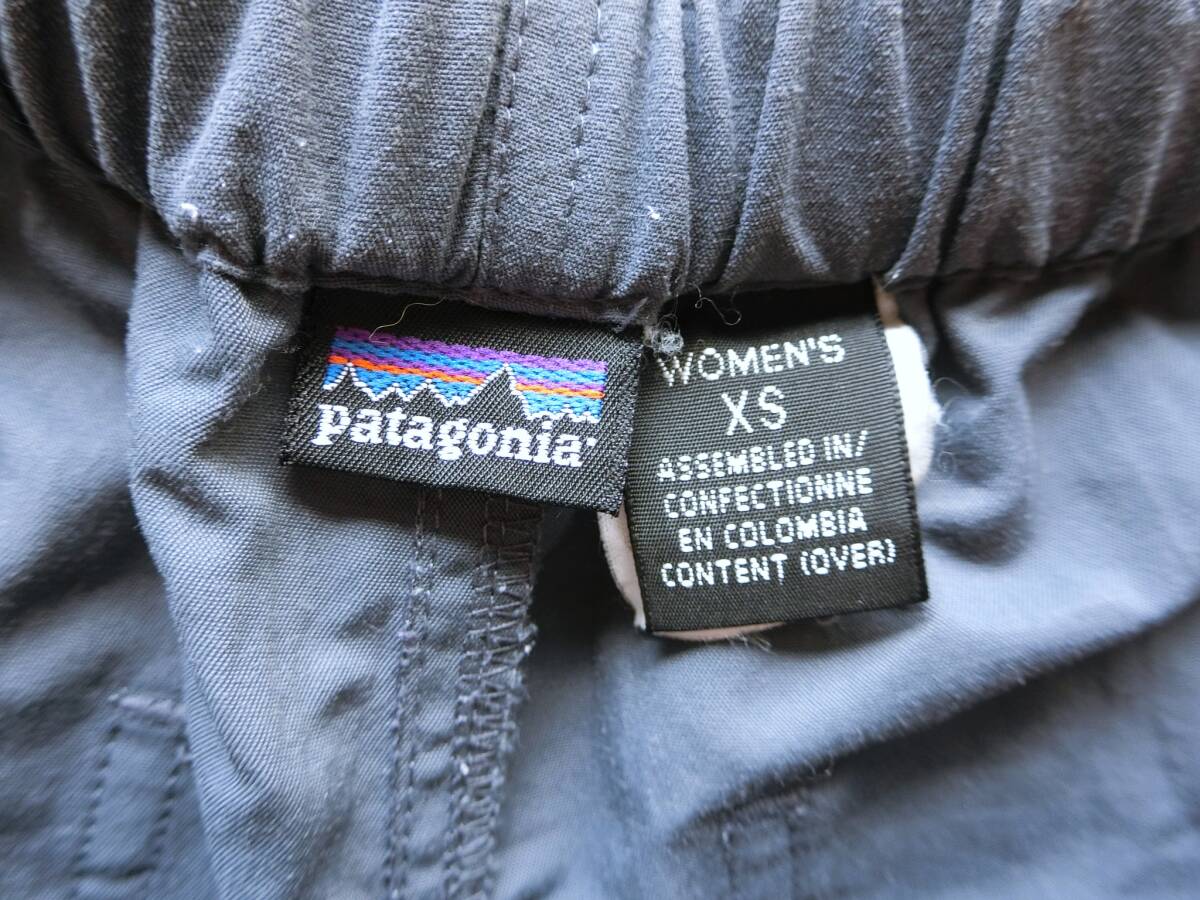 patagonia
WOMEN'S
XS
ASSEMBLED IN/
CONFECTIONNE
EN COLOMBIA
CONTENT (OVER)